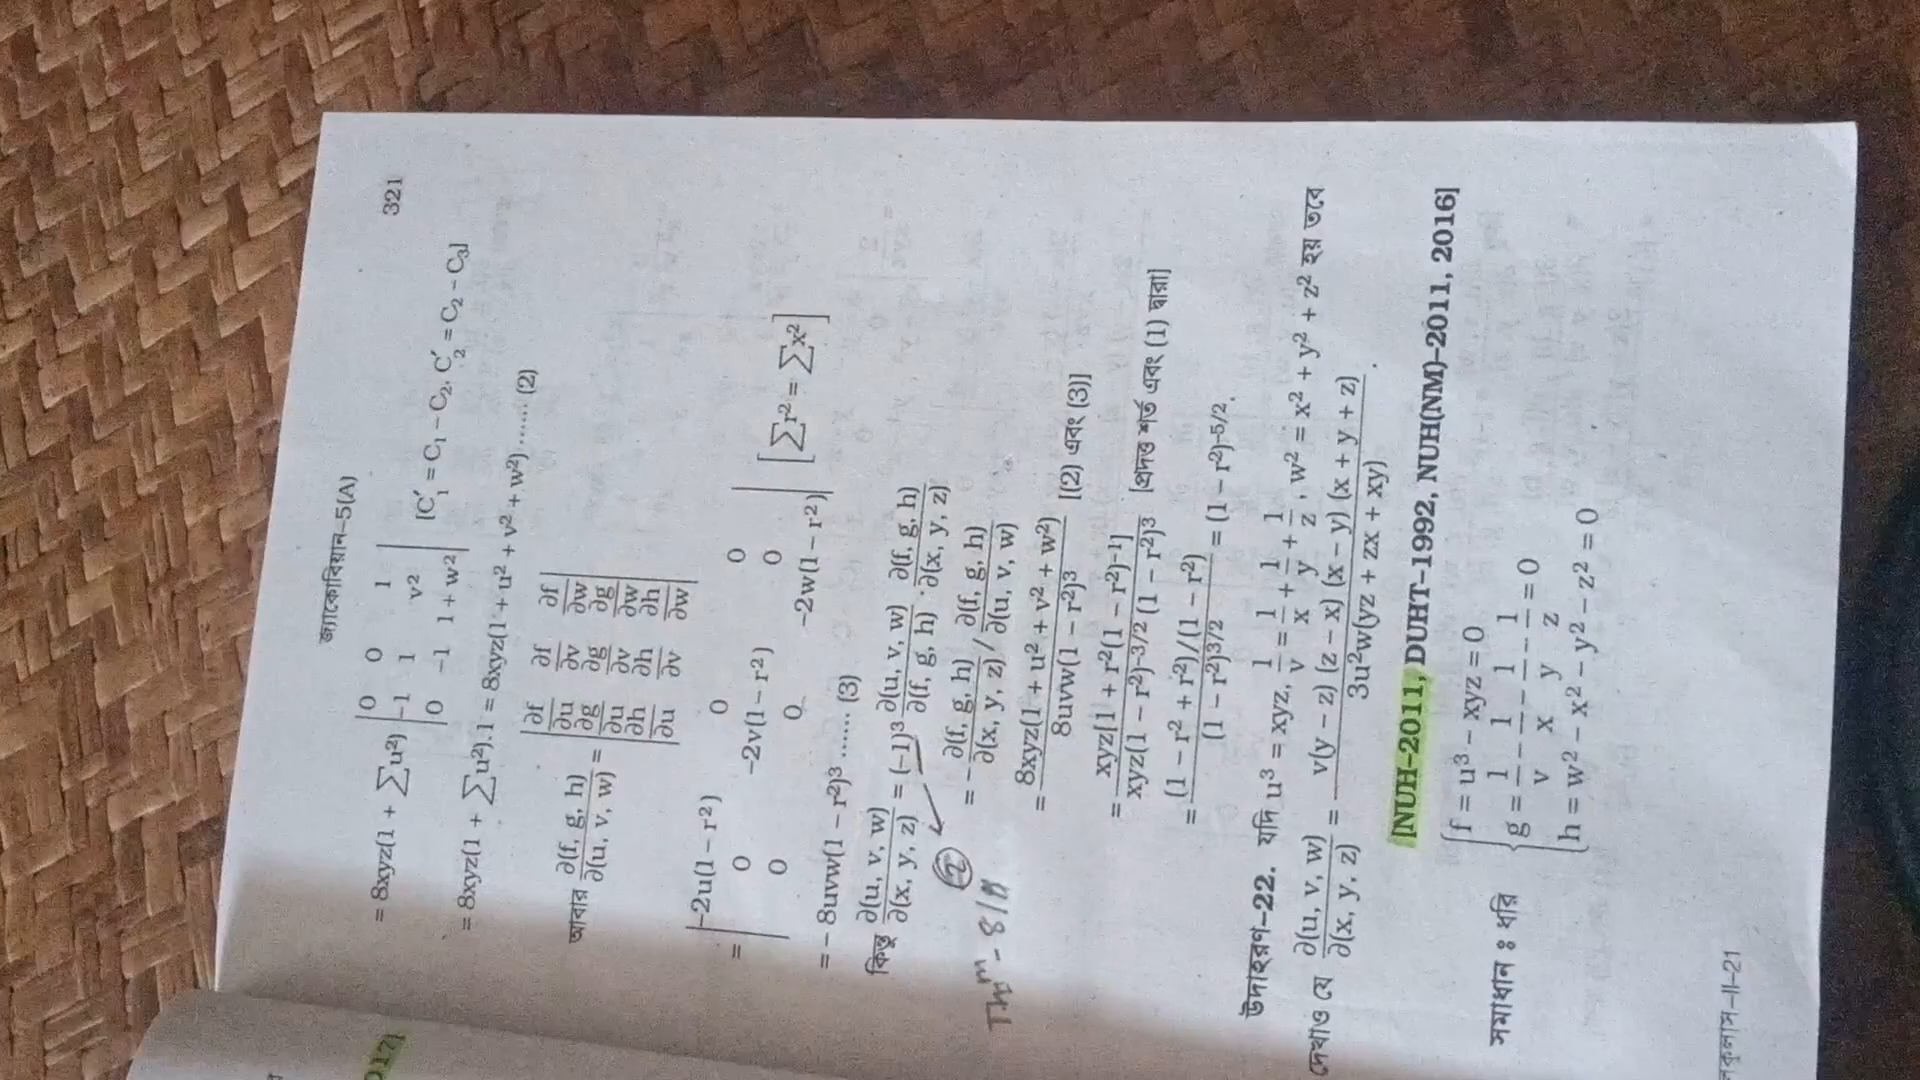 জ্যাকোবিয়ান–5(A) 321
= 8xyz(1 + ∑u²) | 0 0 1 | -1 1 v² | 0 -1 1 + w² | [C₁′ = C₁ – C₂, C₂′ = C₂ – C₃]
= 8xyz(1 + ∑u²).1 = 8xyz(1 + u² + v² + w²)...... (2)
আবার ∂(f, g, h)/∂(u, v, w) = | ∂f/∂u ∂f/∂v ∂f/∂w | ∂g/∂u ∂g/∂v ∂g/∂w | ∂h/∂u ∂h/∂v ∂h/∂w |
= | –2u(1 – r²) 0 0 | 0 –2v(1 – r²) 0 | 0 0 –2w(1 – r²) | [∑r² = ∑x²]
= – 8uvw(1 – r²)³ ...... (3)
কিন্তু ∂(u, v, w)/∂(x, y, z) = (–1)³ ∂(u, v, w)/∂(f, g, h) · ∂(f, g, h)/∂(x, y, z)
Thm – 8/
= – ∂(f, g, h)/∂(x, y, z) / ∂(f, g, h)/∂(u, v, w)
= 8xyz(1 + u² + v² + w²)/8uvw(1 – r²)³ [(2) এবং (3)]
= xyz[1 + r²(1 – r²)⁻¹]/xyz(1 – r²)⁻³/² (1 – r²)³ [প্রদত্ত শর্ত এবং (1) দ্বারা]
= (1 – r² + r²)/(1 – r²)/(1 – r²)³/² = (1 – r²)⁻⁵/².
উদাহরণ–22. যদি u³ = xyz, 1/v = 1/x + 1/y + 1/z, w² = x² + y² + z² হয় তবে
দেখাও যে ∂(u, v, w)/∂(x, y, z) = v(y – z) (z – x) (x – y) (x + y + z)/3u²w(yz + zx + xy).
[NUH–2011, DUHT–1992, NUH(NM)–2011, 2016]
সমাধান ঃ ধরি { f = u³ – xyz = 0
g = 1/v – 1/x – 1/y – 1/z = 0
h = w² – x² – y² – z² = 0
017]